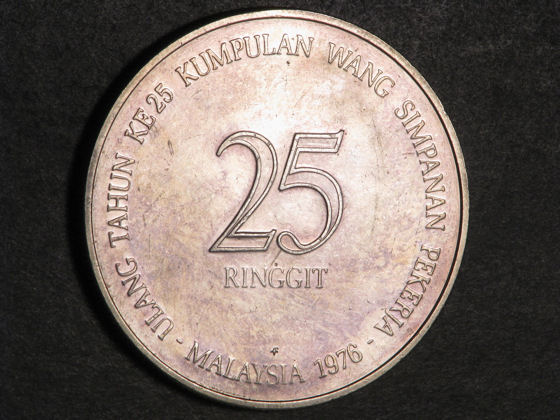 ULANG TAHUN KE 25 KUMPULAN WANG SIMPANAN PEKERJA
25
RINGGIT
- MALAYSIA 1976 -